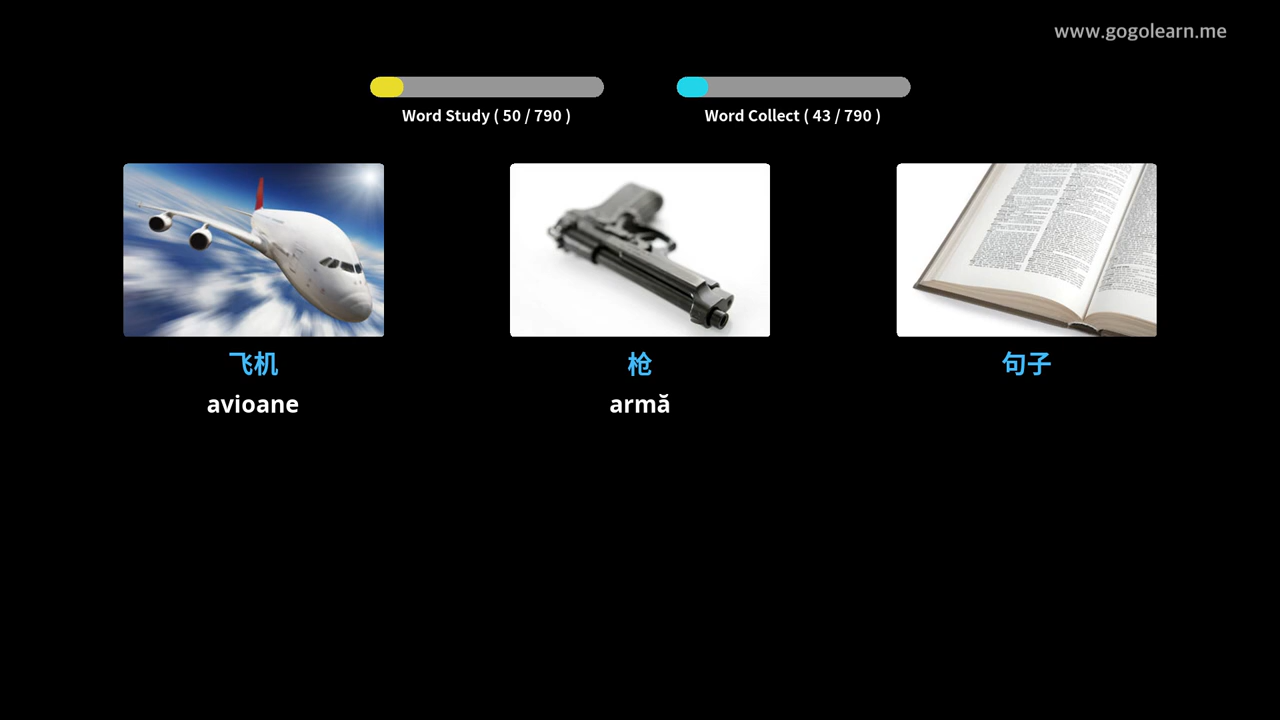 www.gogolearn.me
Word Study ( 50 / 790 )
Word Collect ( 43 / 790 )
飞机
枪
句子
avioane
armă